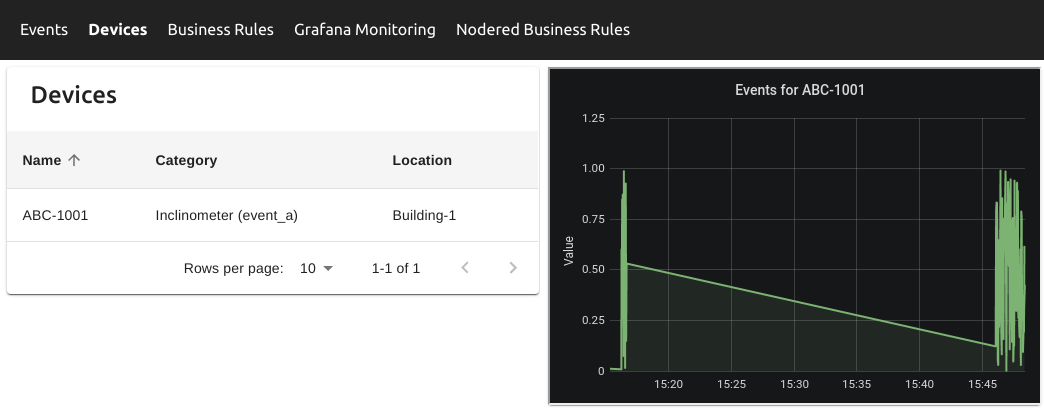 Events Devices Business Rules Grafana Monitoring Nodered Business Rules
Devices
Name Category Location
ABC-1001 Inclinometer (event_a) Building-1
Rows per page: 10 1-1 of 1
Events for ABC-1001
1.25
1.00
0.75
0.50
0.25
0
Value
15:20 15:25 15:30 15:35 15:40 15:45